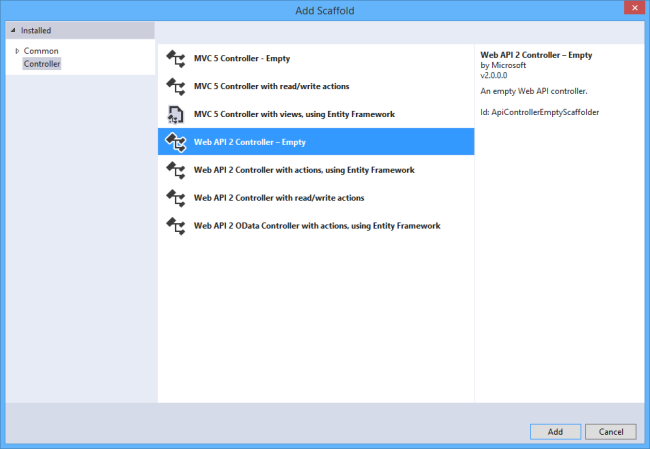 Add Scaffold
Installed
Common
Controller
MVC 5 Controller - Empty
MVC 5 Controller with read/write actions
MVC 5 Controller with views, using Entity Framework
Web API 2 Controller – Empty
Web API 2 Controller with actions, using Entity Framework
Web API 2 Controller with read/write actions
Web API 2 OData Controller with actions, using Entity Framework
Web API 2 Controller – Empty
by Microsoft
v2.0.0.0
An empty Web API controller.
Id: ApiControllerEmptyScaffolder
Add
Cancel